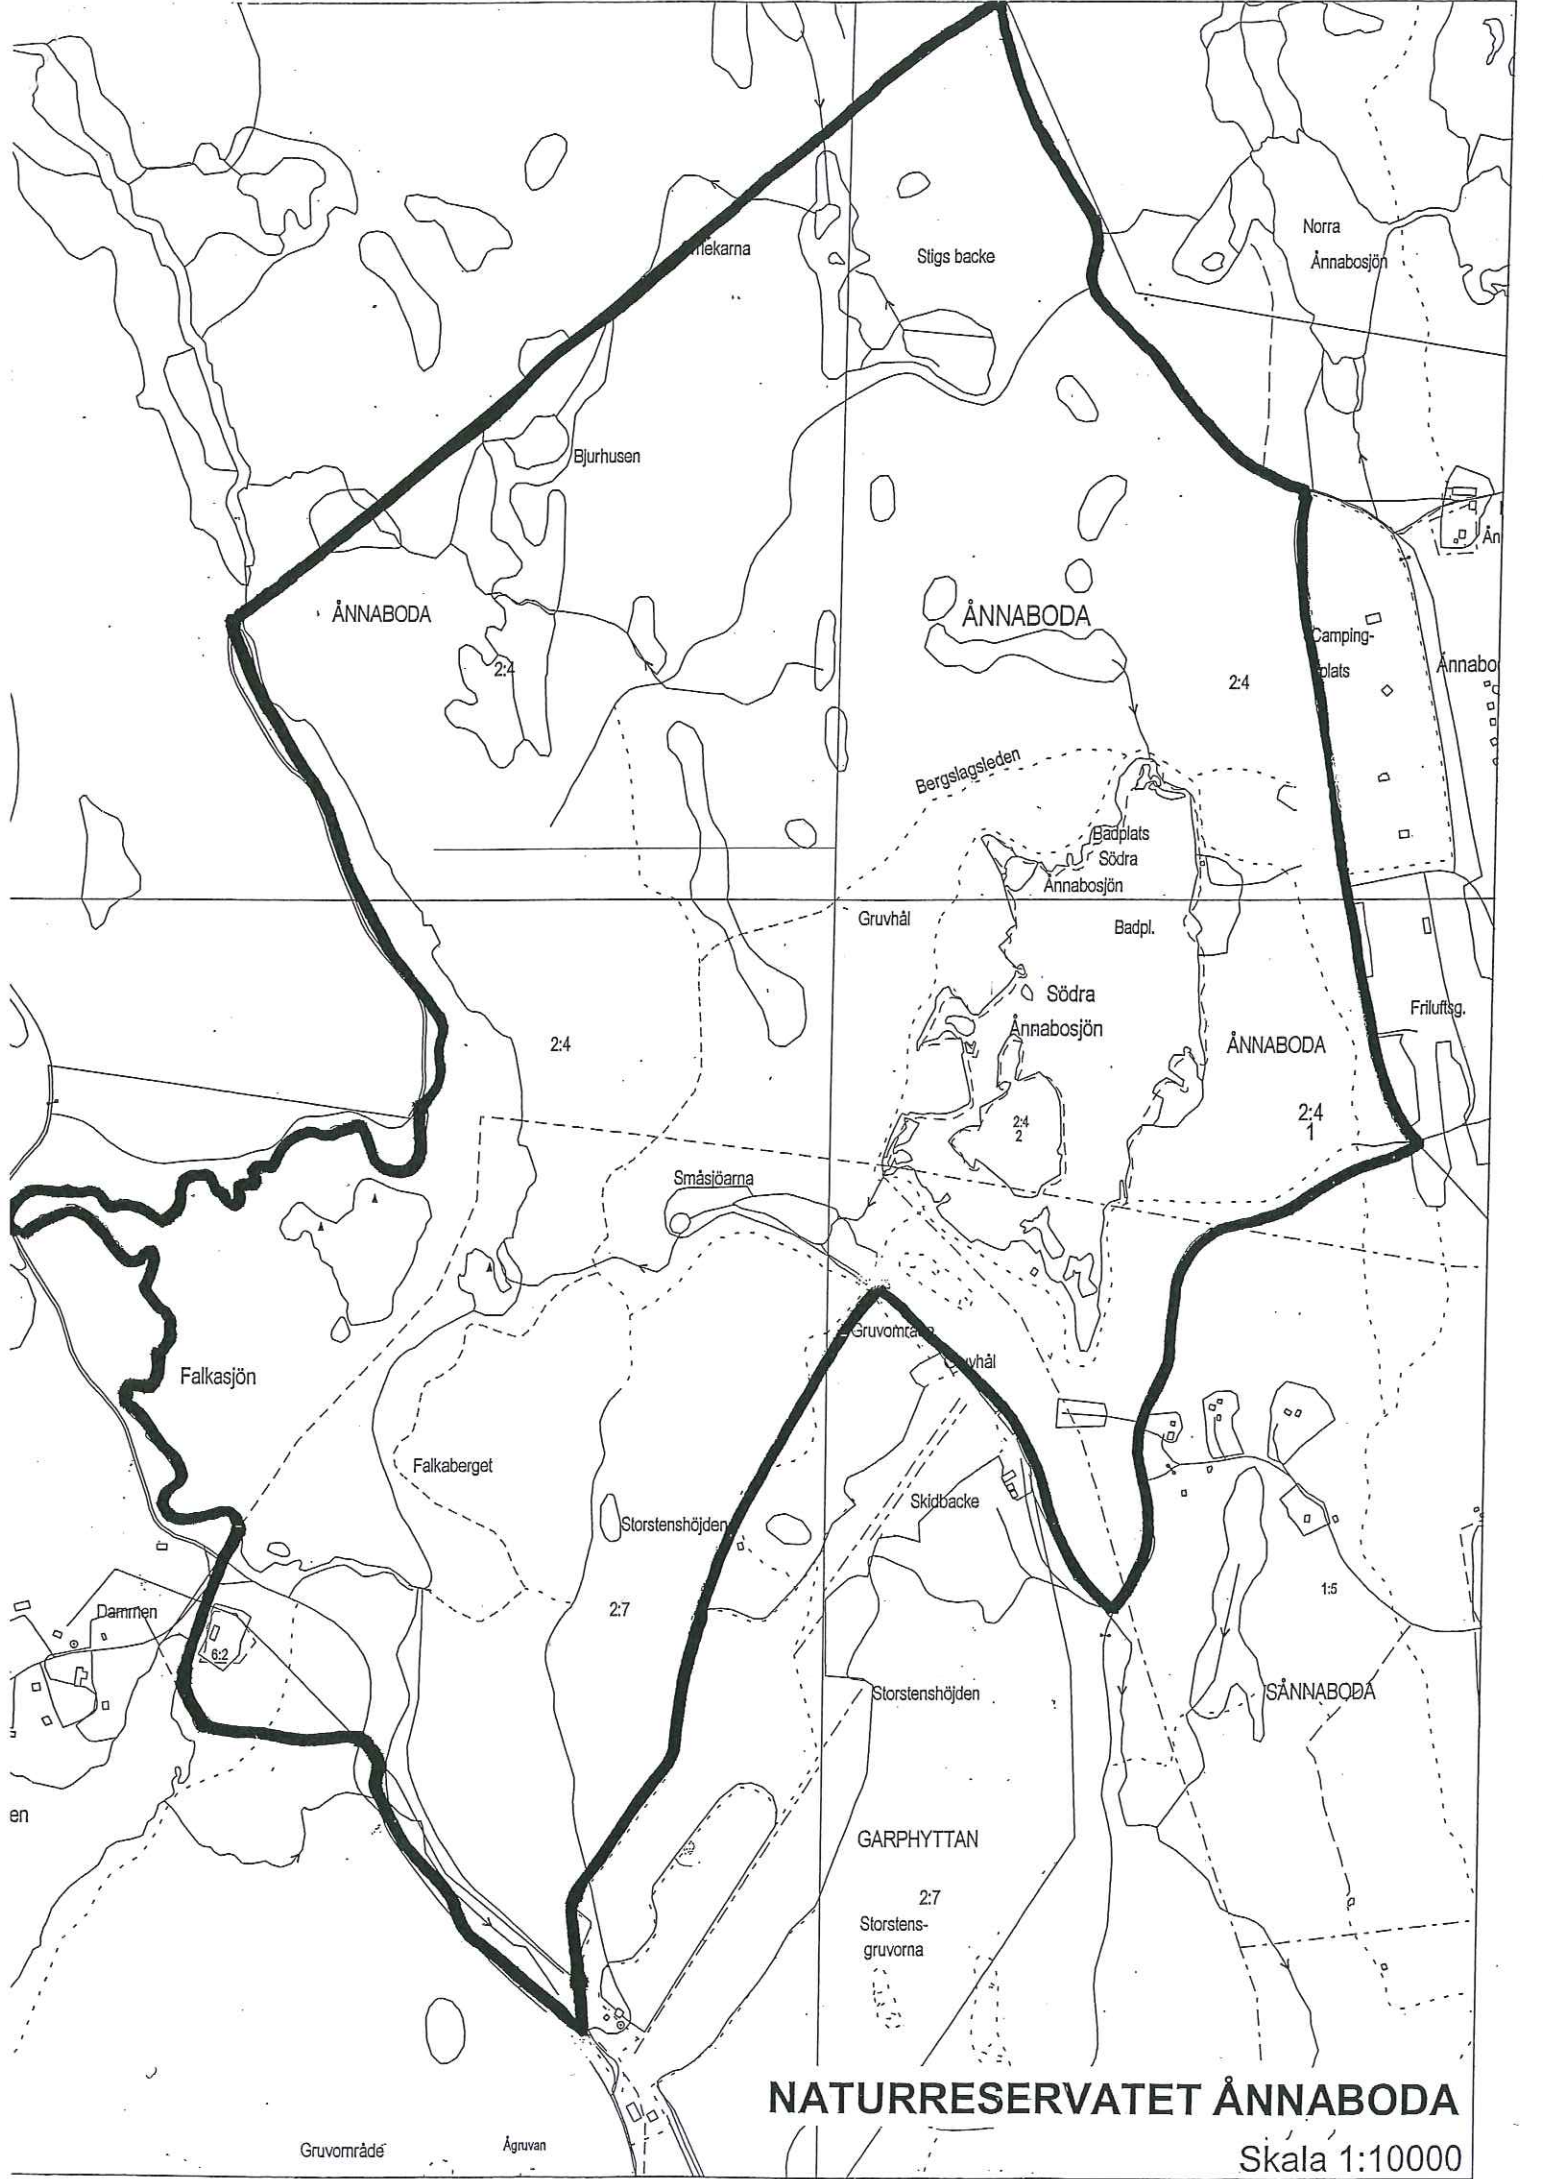 Norra
Ånnabosjön
Stigs backe
Bjurhusen
ÅNNABODA
2:4
ÅNNABODA
2:4
Camping-
plats
Bergslagsleden
Badplats
Södra
Ånnabosjön
Gruvhål
Badpl.
Södra
Ånnabosjön
2:4
ÅNNABODA
Friluftsg.
2:4
1
2:4
2
Småsjöarna
Falkasjön
Falkaberget
Storstenshöjden
Skidbacke
2:7
1:5
Dammen
6:2
Storstenshöjden
SÅNNABODA
en
GARPHYTTAN
2:7
Storstens-
gruvorna
NATURRESERVATET ÅNNABODA
Skala 1:10000
Gruvområde
Ågruvan